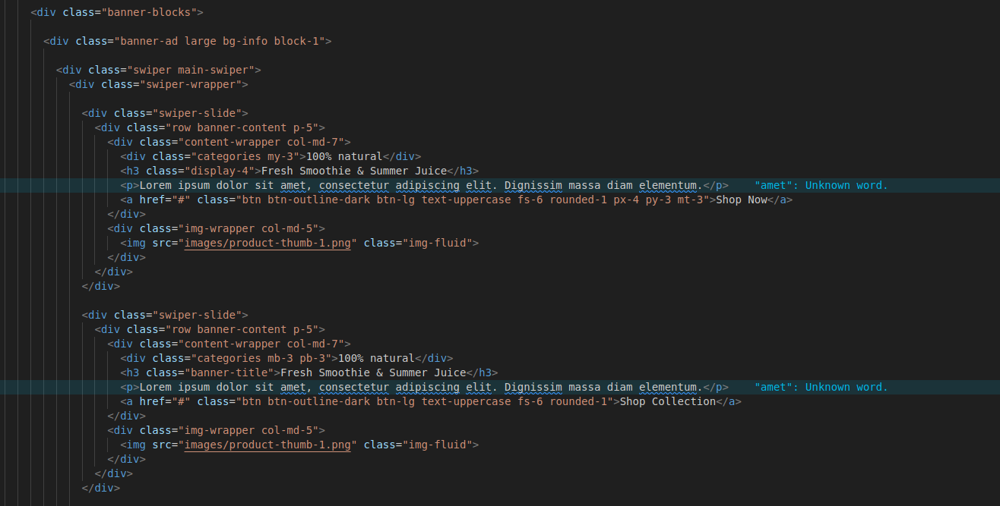 <div class="banner-blocks">
<div class="banner-ad large bg-info block-1">
<div class="swiper main-swiper">
<div class="swiper-wrapper">
<div class="swiper-slide">
<div class="row banner-content p-5">
<div class="content-wrapper col-md-7">
<div class="categories my-3">100% natural</div>
<h3 class="display-4">Fresh Smoothie & Summer Juice</h3>
<p>Lorem ipsum dolor sit amet, consectetur adipiscing elit. Dignissim massa diam elementum.</p> "amet": Unknown word.
<a href="#" class="btn btn-outline-dark btn-lg text-uppercase fs-6 rounded-1 px-4 py-3 mt-3">Shop Now</a>
</div>
<div class="img-wrapper col-md-5">
<img src="images/product-thumb-1.png" class="img-fluid">
</div>
</div>
</div>
<div class="swiper-slide">
<div class="row banner-content p-5">
<div class="content-wrapper col-md-7">
<div class="categories mb-3 pb-3">100% natural</div>
<h3 class="banner-title">Fresh Smoothie & Summer Juice</h3>
<p>Lorem ipsum dolor sit amet, consectetur adipiscing elit. Dignissim massa diam elementum.</p> "amet": Unknown word.
<a href="#" class="btn btn-outline-dark btn-lg text-uppercase fs-6 rounded-1">Shop Collection</a>
</div>
<div class="img-wrapper col-md-5">
<img src="images/product-thumb-1.png" class="img-fluid">
</div>
</div>
</div>